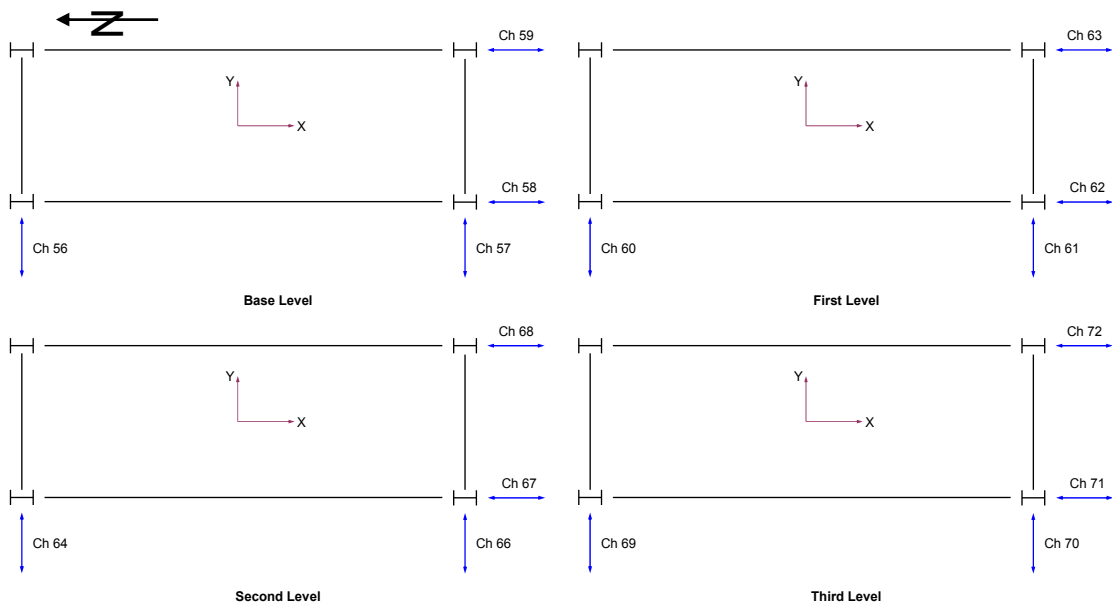 N
Ch 59
Y
X
Ch 58
Ch 56
Ch 57
Base Level
Ch 63
Y
X
Ch 62
Ch 60
Ch 61
First Level
Ch 68
Y
X
Ch 67
Ch 64
Ch 66
Second Level
Ch 72
Y
X
Ch 71
Ch 69
Ch 70
Third Level